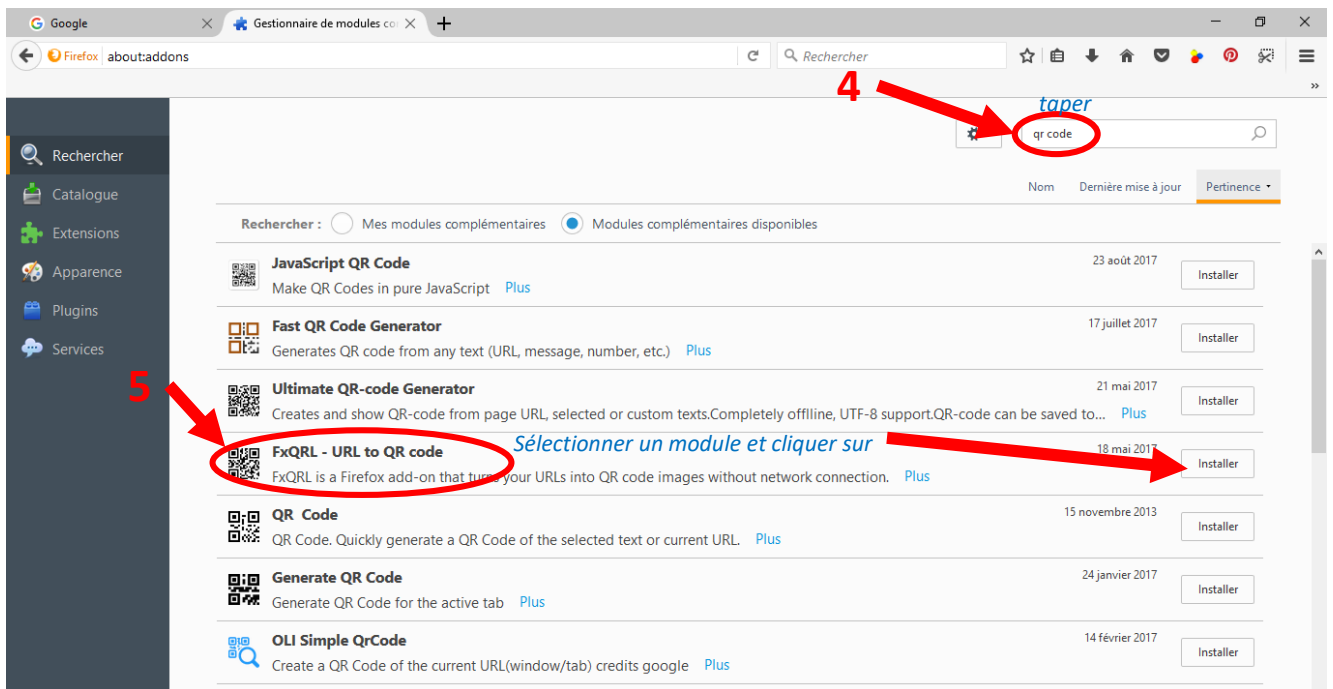 Google
Gestionnaire de modules co
Firefox about:addons
Rechercher
4
taper
qr code
Rechercher
Catalogue
Extensions
Apparence
Plugins
Services
Nom Dernière mise à jour Pertinence
Rechercher : Mes modules complémentaires Modules complémentaires disponibles
JavaScript QR Code 23 août 2017
Installer
Make QR Codes in pure JavaScript Plus
Fast QR Code Generator 17 juillet 2017
Installer
Generates QR code from any text (URL, message, number, etc.) Plus
5
Ultimate QR-code Generator 21 mai 2017
Installer
Creates and show QR-code from page URL, selected or custom texts.Completely offlline, UTF-8 support.QR-code can be saved to... Plus
Sélectionner un module et cliquer sur
FxQRL - URL to QR code 18 mai 2017
Installer
FxQRL is a Firefox add-on that turns your URLs into QR code images without network connection. Plus
QR Code 15 novembre 2013
Installer
QR Code. Quickly generate a QR Code of the selected text or current URL. Plus
Generate QR Code 24 janvier 2017
Installer
Generate QR Code for the active tab Plus
OLI Simple QrCode 14 février 2017
Installer
Create a QR Code of the current URL(window/tab) credits google Plus